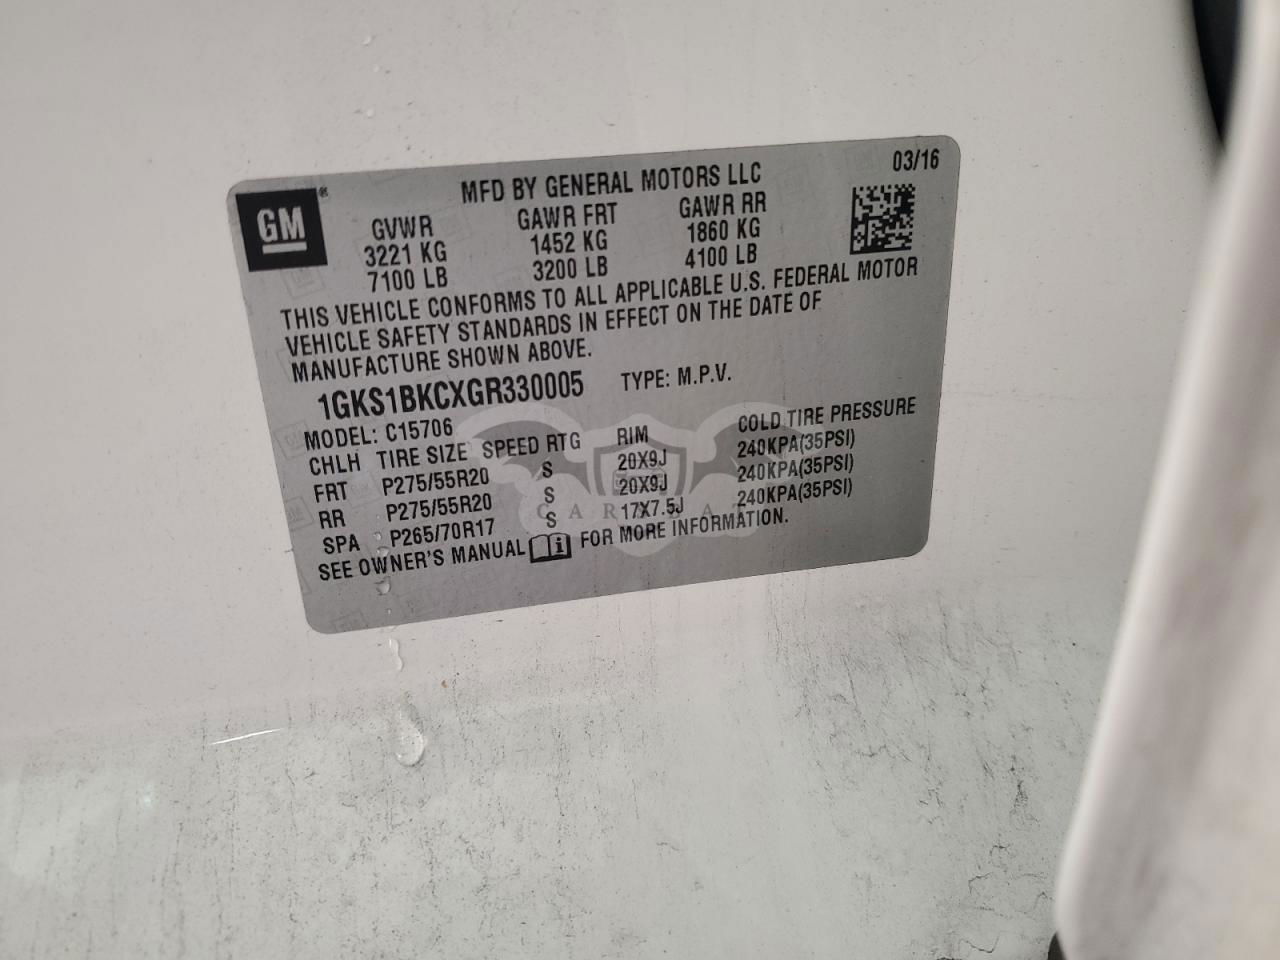 03/16
GM®
MFD BY GENERAL MOTORS LLC
GVWR GAWR FRT GAWR RR
3221 KG 1452 KG 1860 KG
7100 LB 3200 LB 4100 LB
THIS VEHICLE CONFORMS TO ALL APPLICABLE U.S. FEDERAL MOTOR
VEHICLE SAFETY STANDARDS IN EFFECT ON THE DATE OF
MANUFACTURE SHOWN ABOVE.
1GKS1BKCXGR330005 TYPE: M.P.V.
MODEL: C15706
CHLH TIRE SIZE SPEED RTG RIM COLD TIRE PRESSURE
FRT P275/55R20 S 20X9J 240KPA(35PSI)
RR P275/55R20 S 20X9J 240KPA(35PSI)
SPA P265/70R17 S 17X7.5J 240KPA(35PSI)
SEE OWNER'S MANUAL FOR MORE INFORMATION.